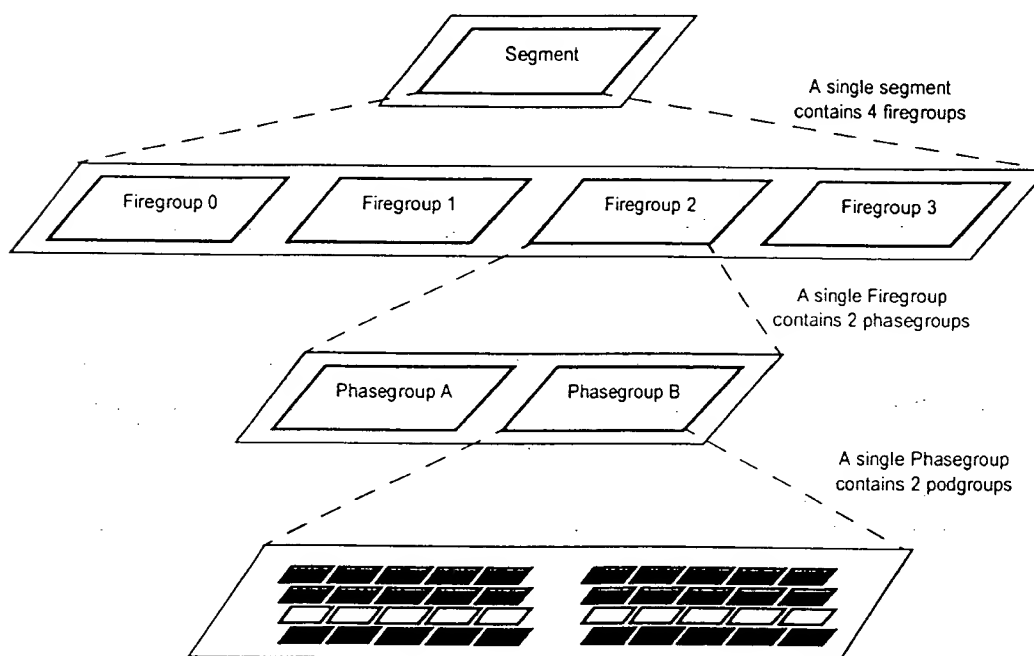 Segment
A single segment
contains 4 firegroups
Firegroup 0
Firegroup 1
Firegroup 2
Firegroup 3
A single Firegroup
contains 2 phasegroups
Phasegroup A
Phasegroup B
A single Phasegroup
contains 2 podgroups